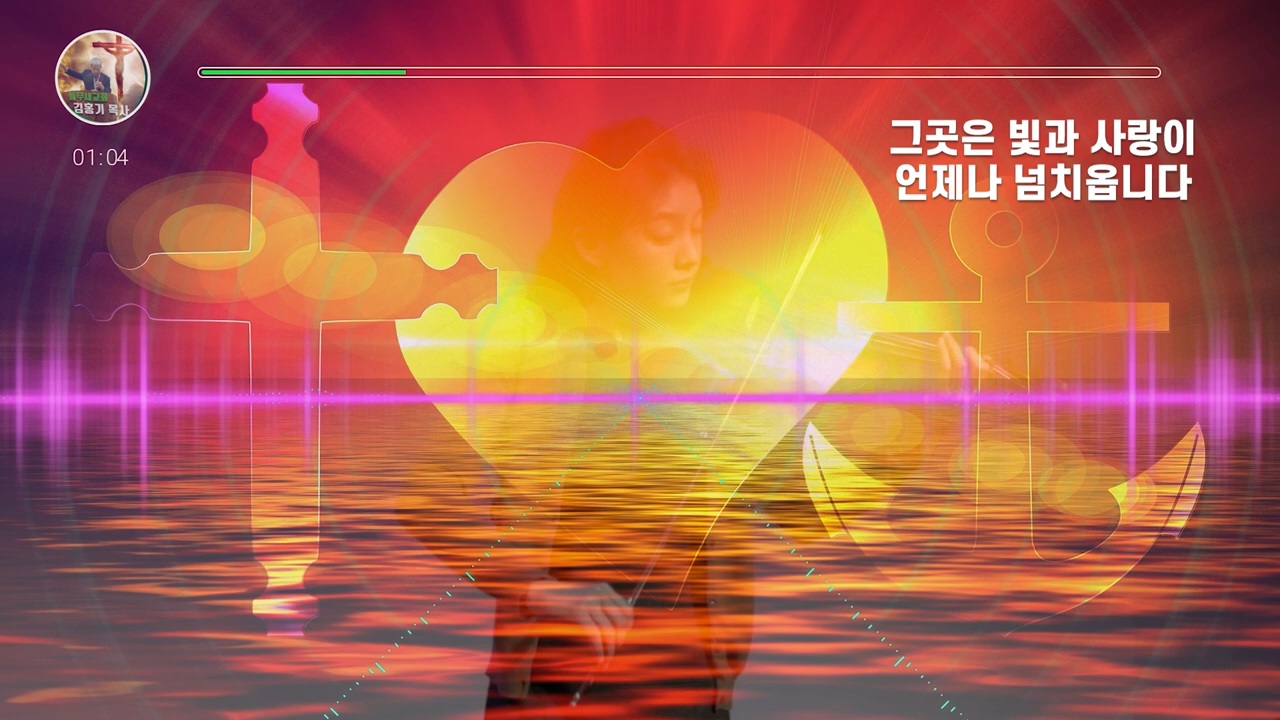 김홍기 목사
01:04
그곳은 빛과 사랑이
언제나 넘치옵니다